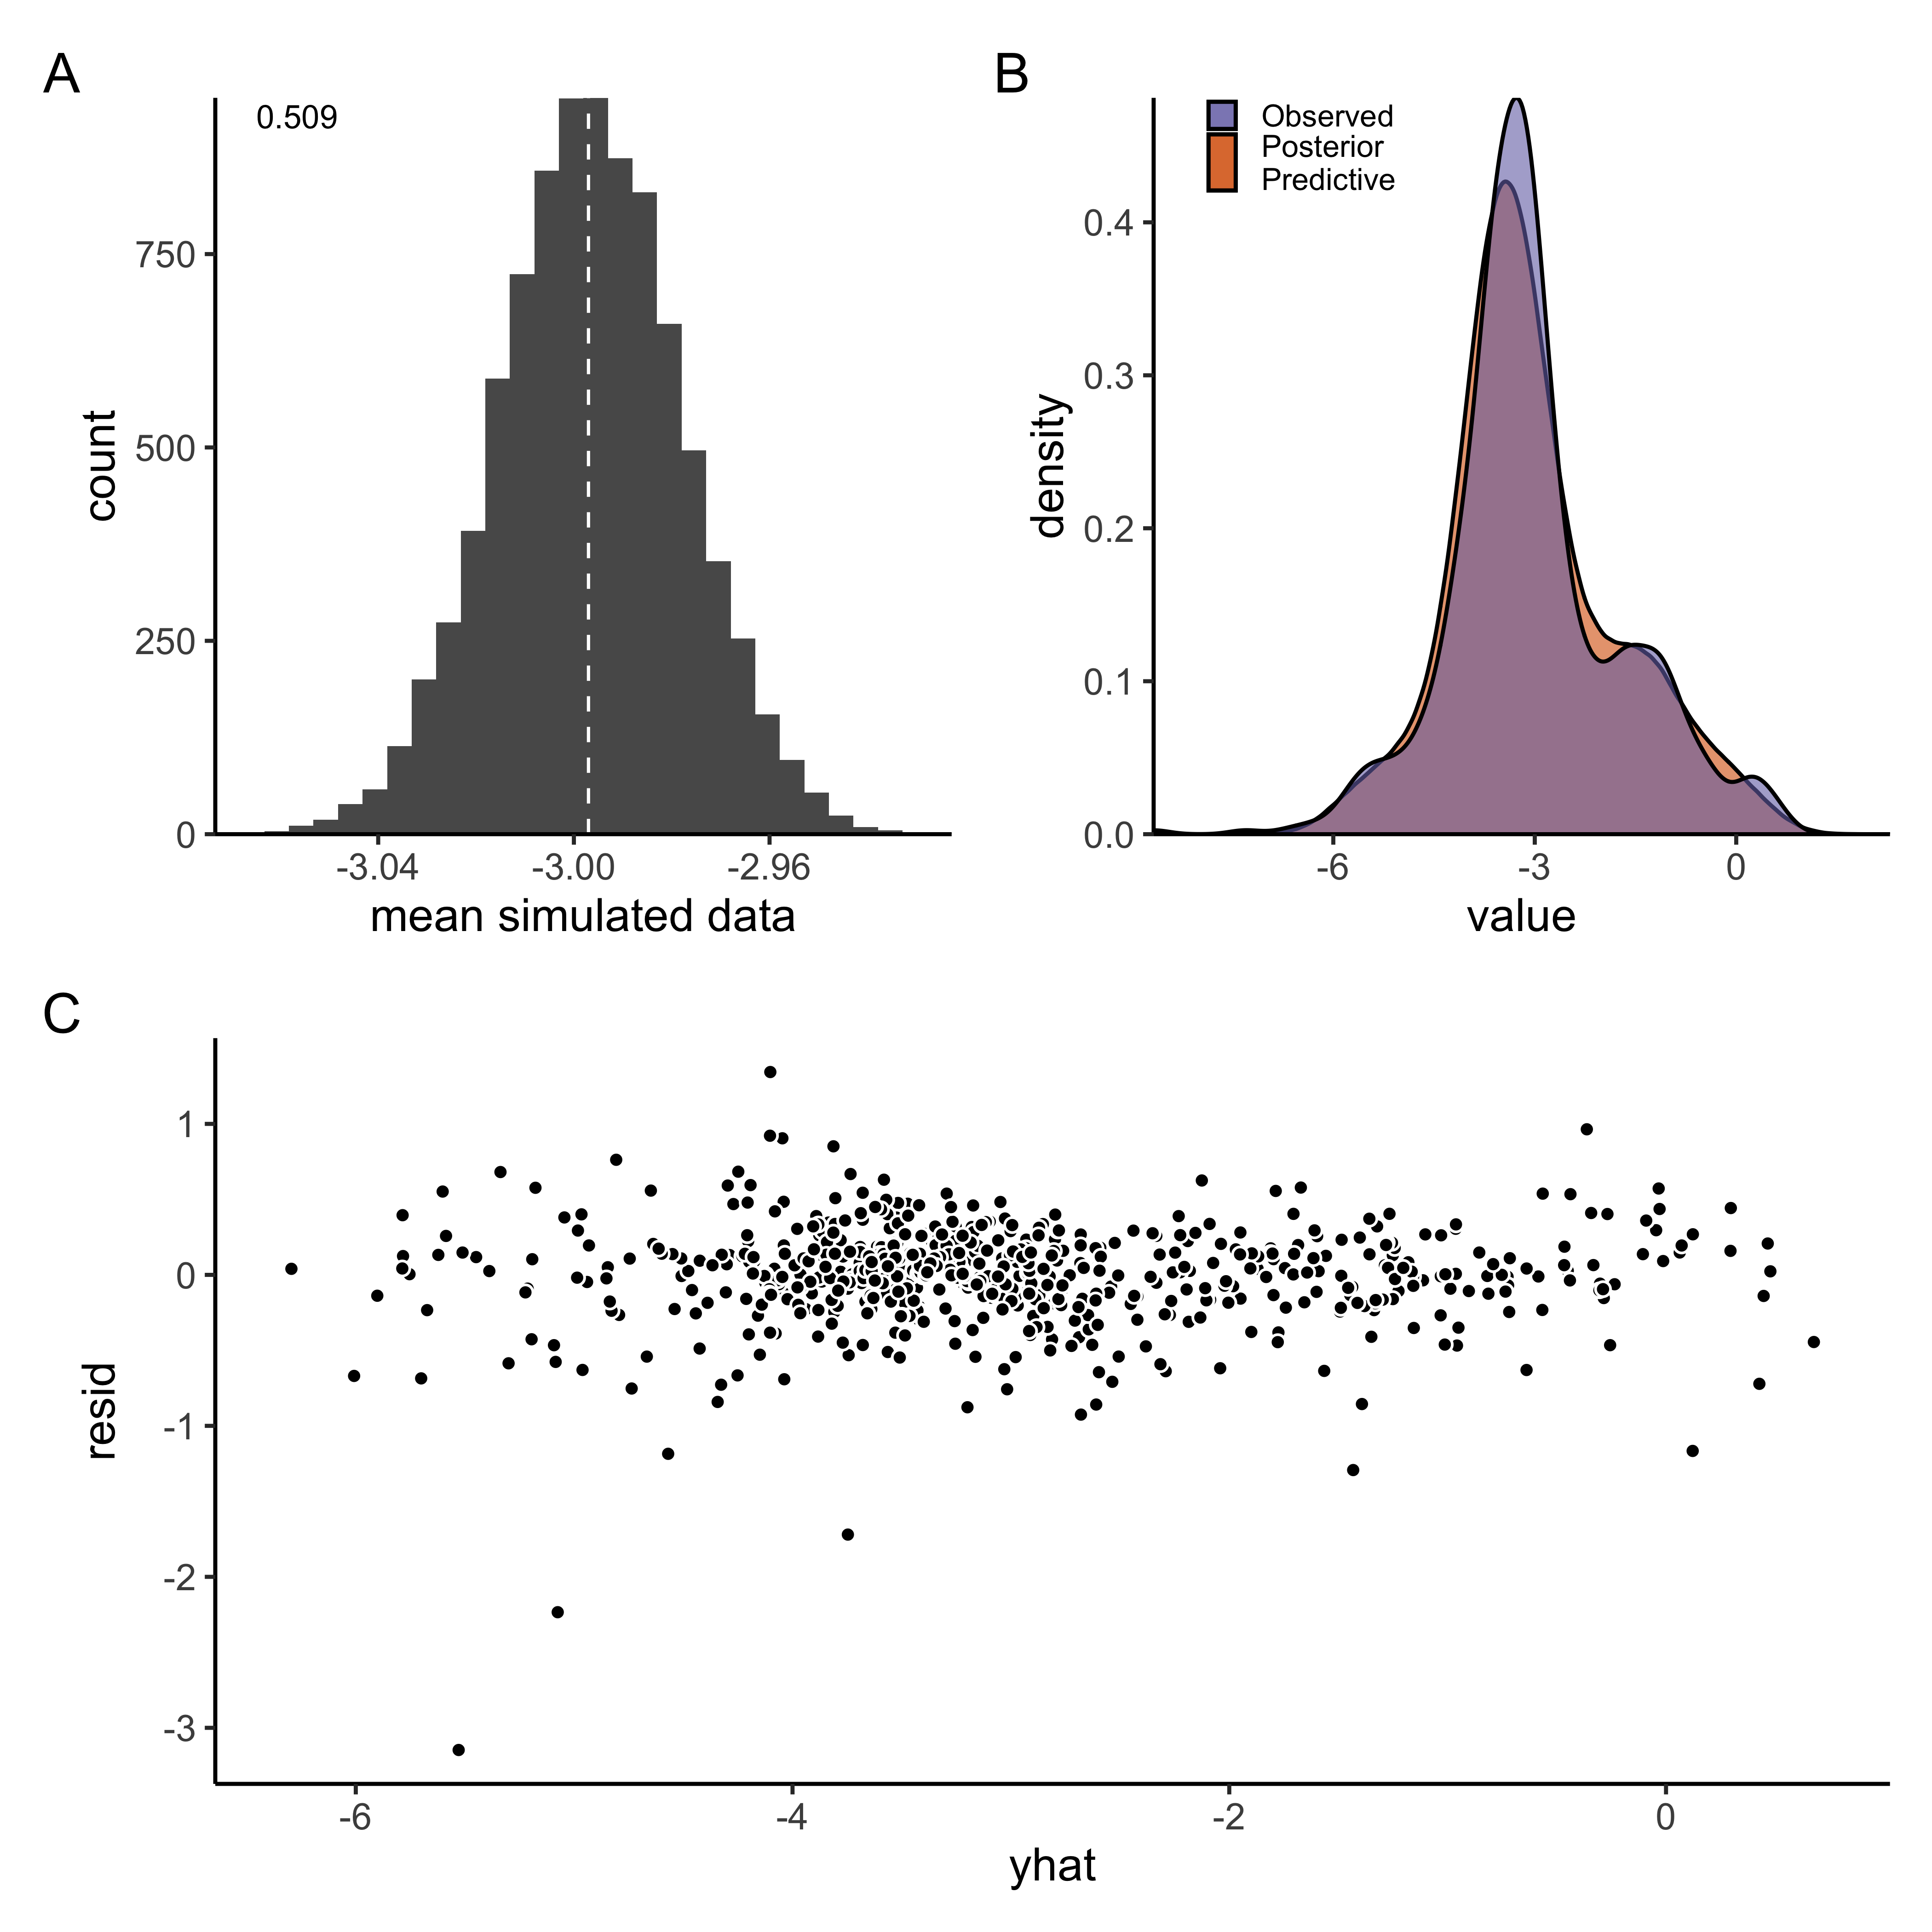 A
0.509
750
500
250
0
count
-3.04
-3.00
-2.96
mean simulated data
B
Observed
Posterior
Predictive
0.4
0.3
0.2
0.1
0.0
density
-6
-3
0
value
C
1
0
-1
-2
-3
resid
-6
-4
-2
0
yhat